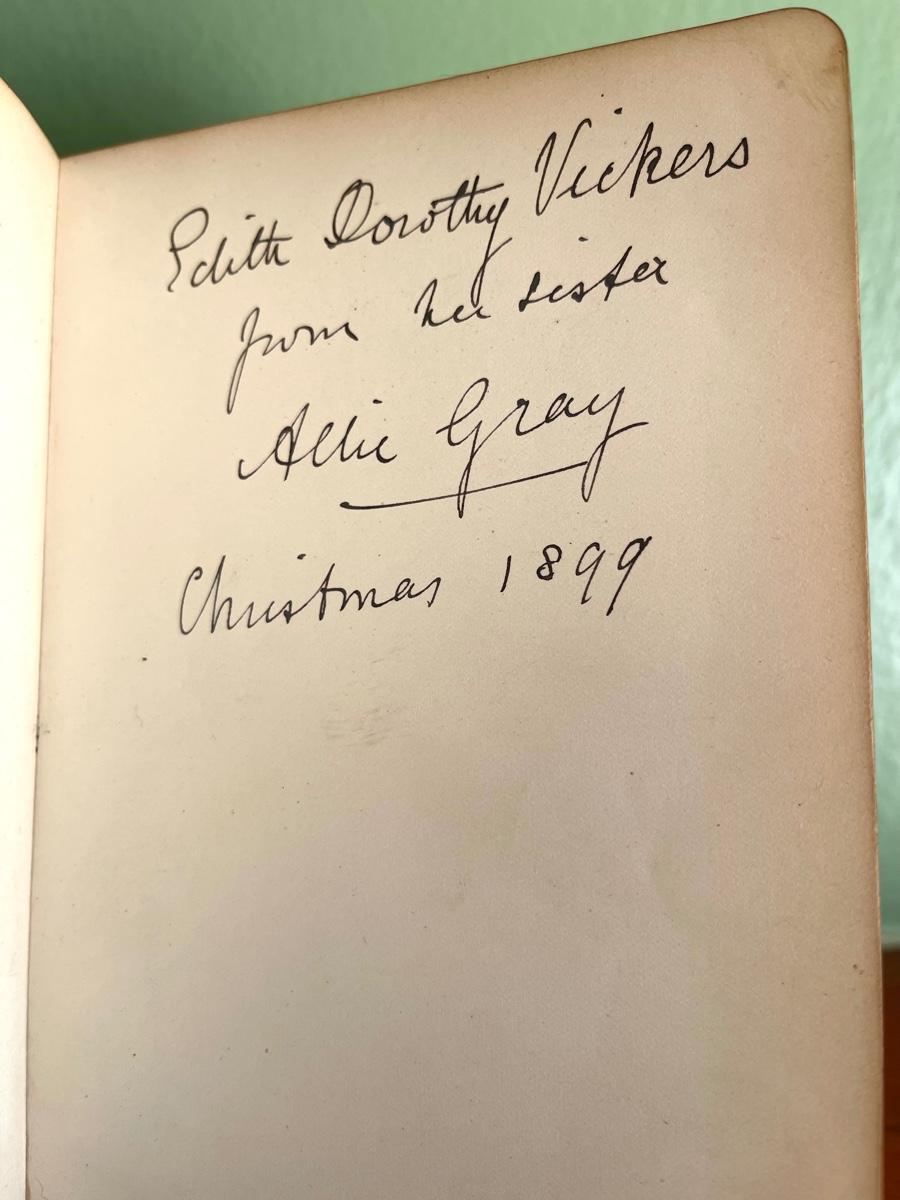 Edith Dorothy Vickers
from her sister
Allie Gray
Christmas 1899